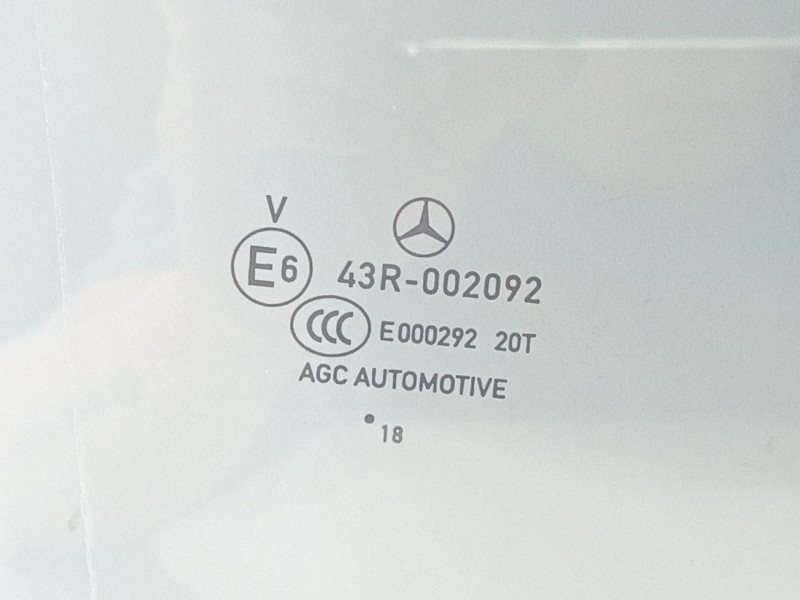 V
E6 43R-002092
CCC E000292 20T
AGC AUTOMOTIVE
18